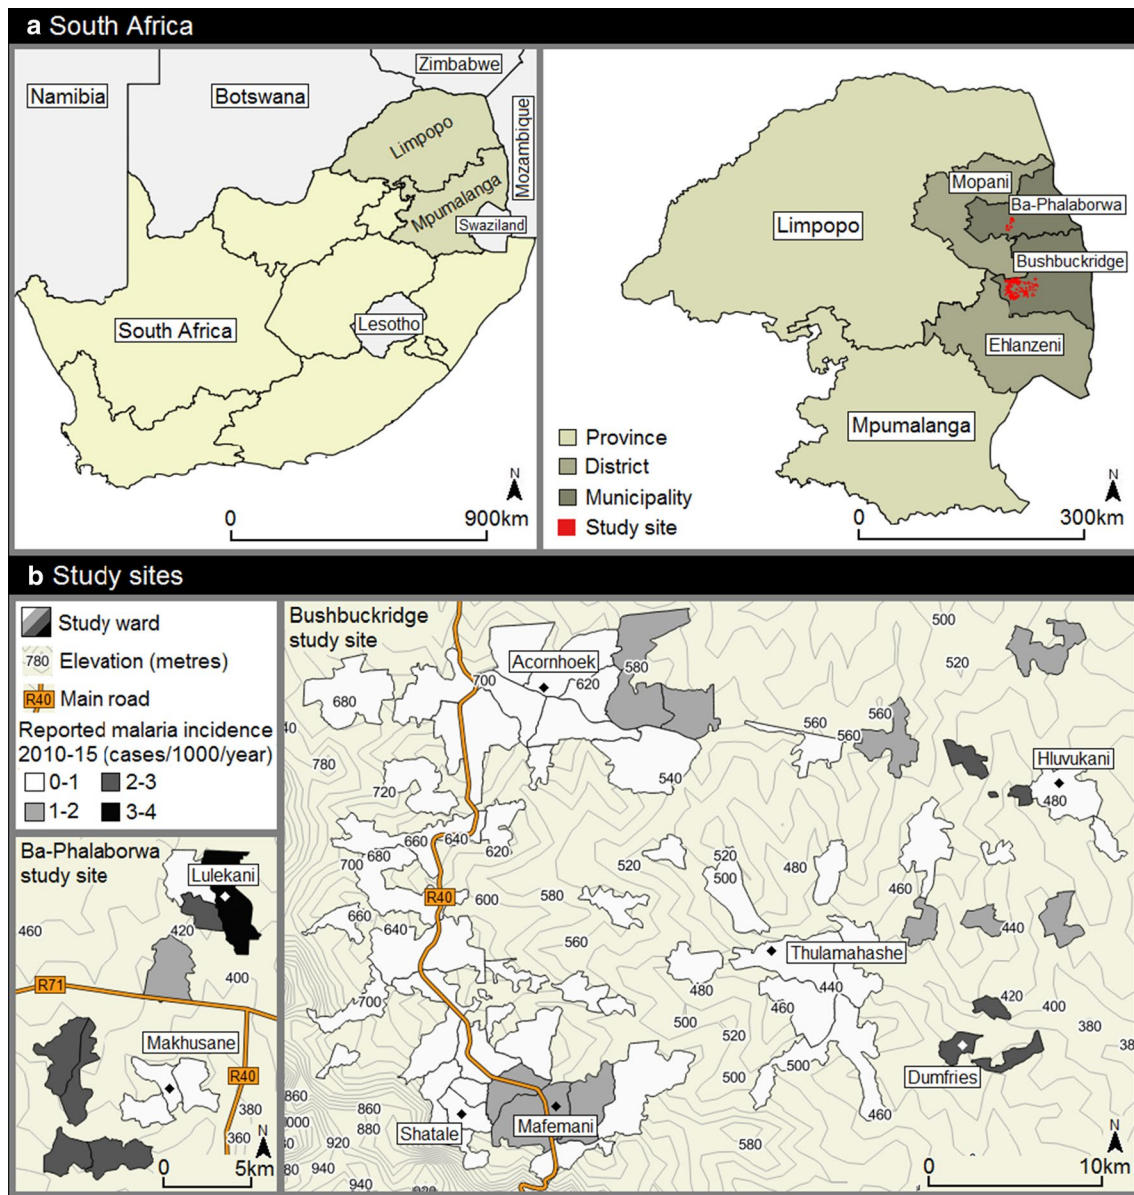 a South Africa
Zimbabwe
Namibia
Botswana
Mozambique
Limpopo
Mpumalanga
Swaziland
South Africa
Lesotho
N
0 900km
Mopani
Ba-Phalaborwa
Limpopo
Bushbuckridge
Ehlanzeni
Mpumalanga
Province
District
Municipality
Study site
N
0 300km
b Study sites
Study ward
780 Elevation (metres)
R40 Main road
Reported malaria incidence
2010-15 (cases/1000/year)
0-1 2-3
1-2 3-4
Ba-Phalaborwa
study site
Lulekani
460
420
400
R71
Makhusane
R40
380
360
N
0 5km
Bushbuckridge
study site
500
Acornhoek
580
520
700
620
680
560
560
560
40
Hluvukani
780
540
720
480
660
640
620
700
680
520
520
500
480
460
R40
600
580
660
640
440
560
Thulamahashe
480
440
700
460
420
400
500
520
380
38
500
500
Dumfries
860
860
000
880
Shatale
Mafemani
460
920
580
80
940
940
920
N
0 10km